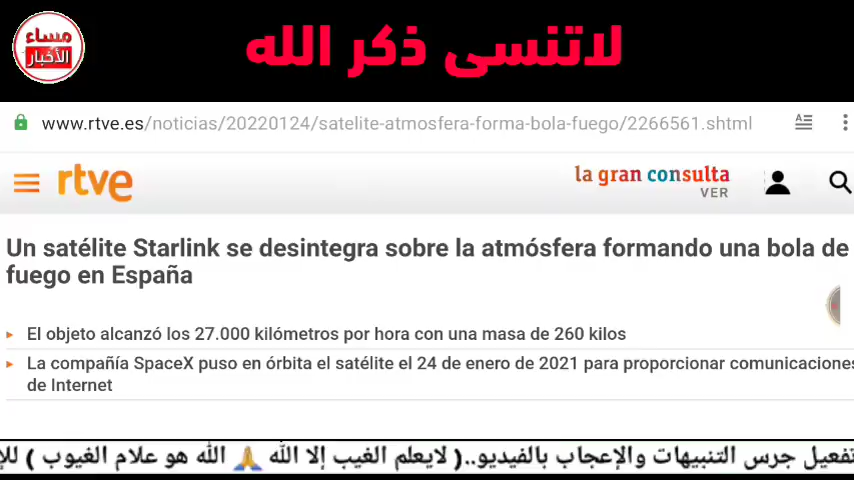 مساء
الأخبار
لاتنسى ذكر الله
www.rtve.es/noticias/20220124/satelite-atmosfera-forma-bola-fuego/2266561.shtml
rtve
la gran consulta
VER
Un satélite Starlink se desintegra sobre la atmósfera formando una bola de
fuego en España
El objeto alcanzó los 27.000 kilómetros por hora con una masa de 260 kilos
La compañía SpaceX puso en órbita el satélite el 24 de enero de 2021 para proporcionar comunicaciones
de Internet
تفعيل جرس التنبيهات والإعجاب بالفيديو..( لايعلم الغيب إلا الله 🙏 الله هو علام الغيوب )